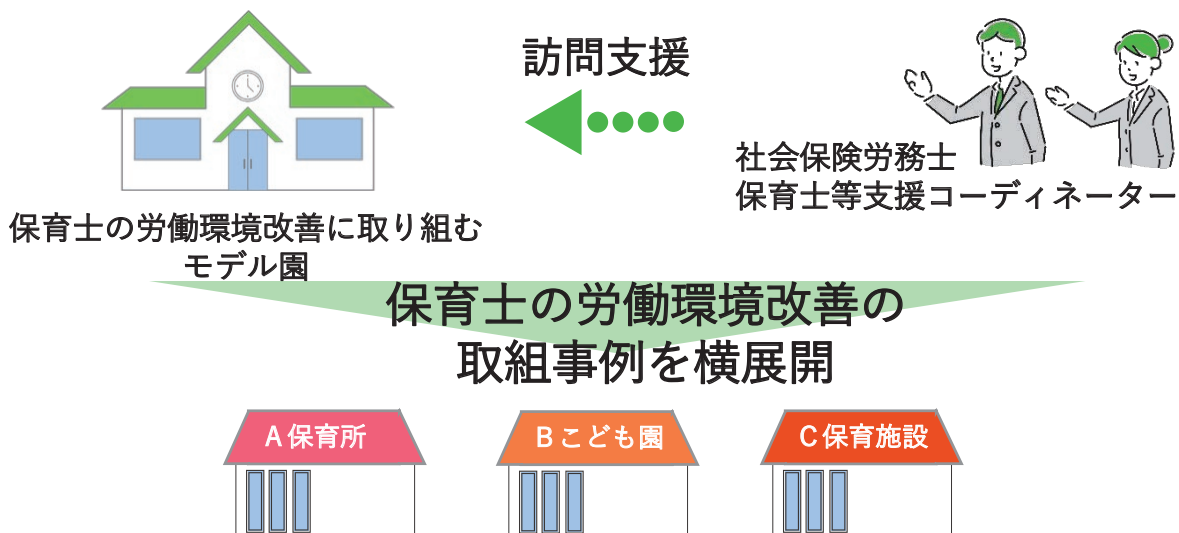 訪問支援
社会保険労務士
保育士等支援コーディネーター
保育士の労働環境改善に取り組む
モデル園
保育士の労働環境改善の
取組事例を横展開
A保育所
Bこども園
C保育施設